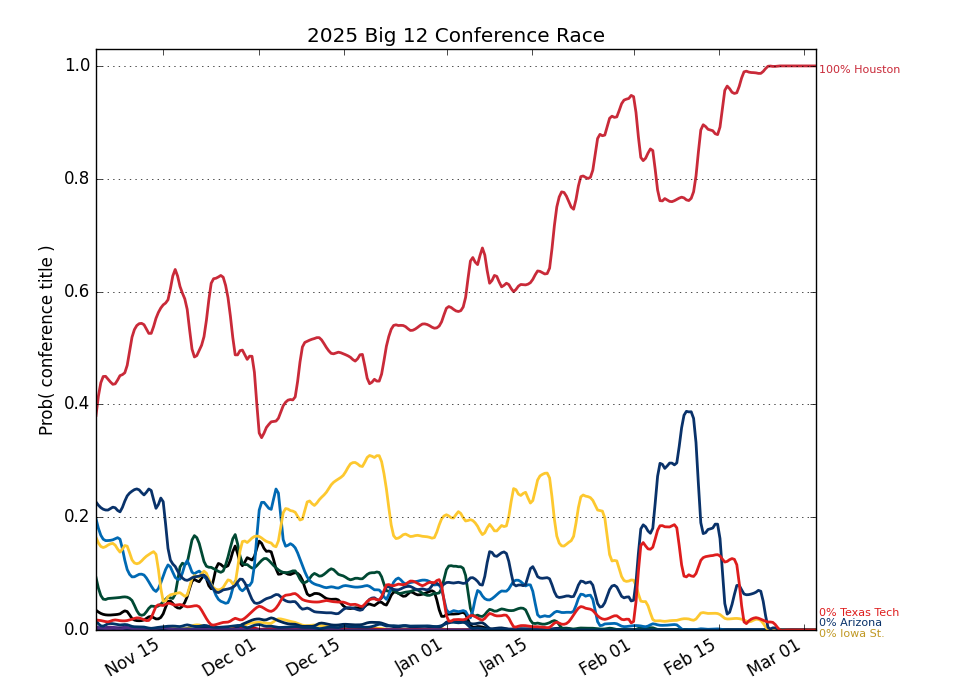 2025 Big 12 Conference Race
Prob( conference title )
1.0
0.8
0.6
0.4
0.2
0.0
Nov 15
Dec 01
Dec 15
Jan 01
Jan 15
Feb 01
Feb 15
Mar 01
100% Houston
0% Texas Tech
0% Arizona
0% Iowa St.